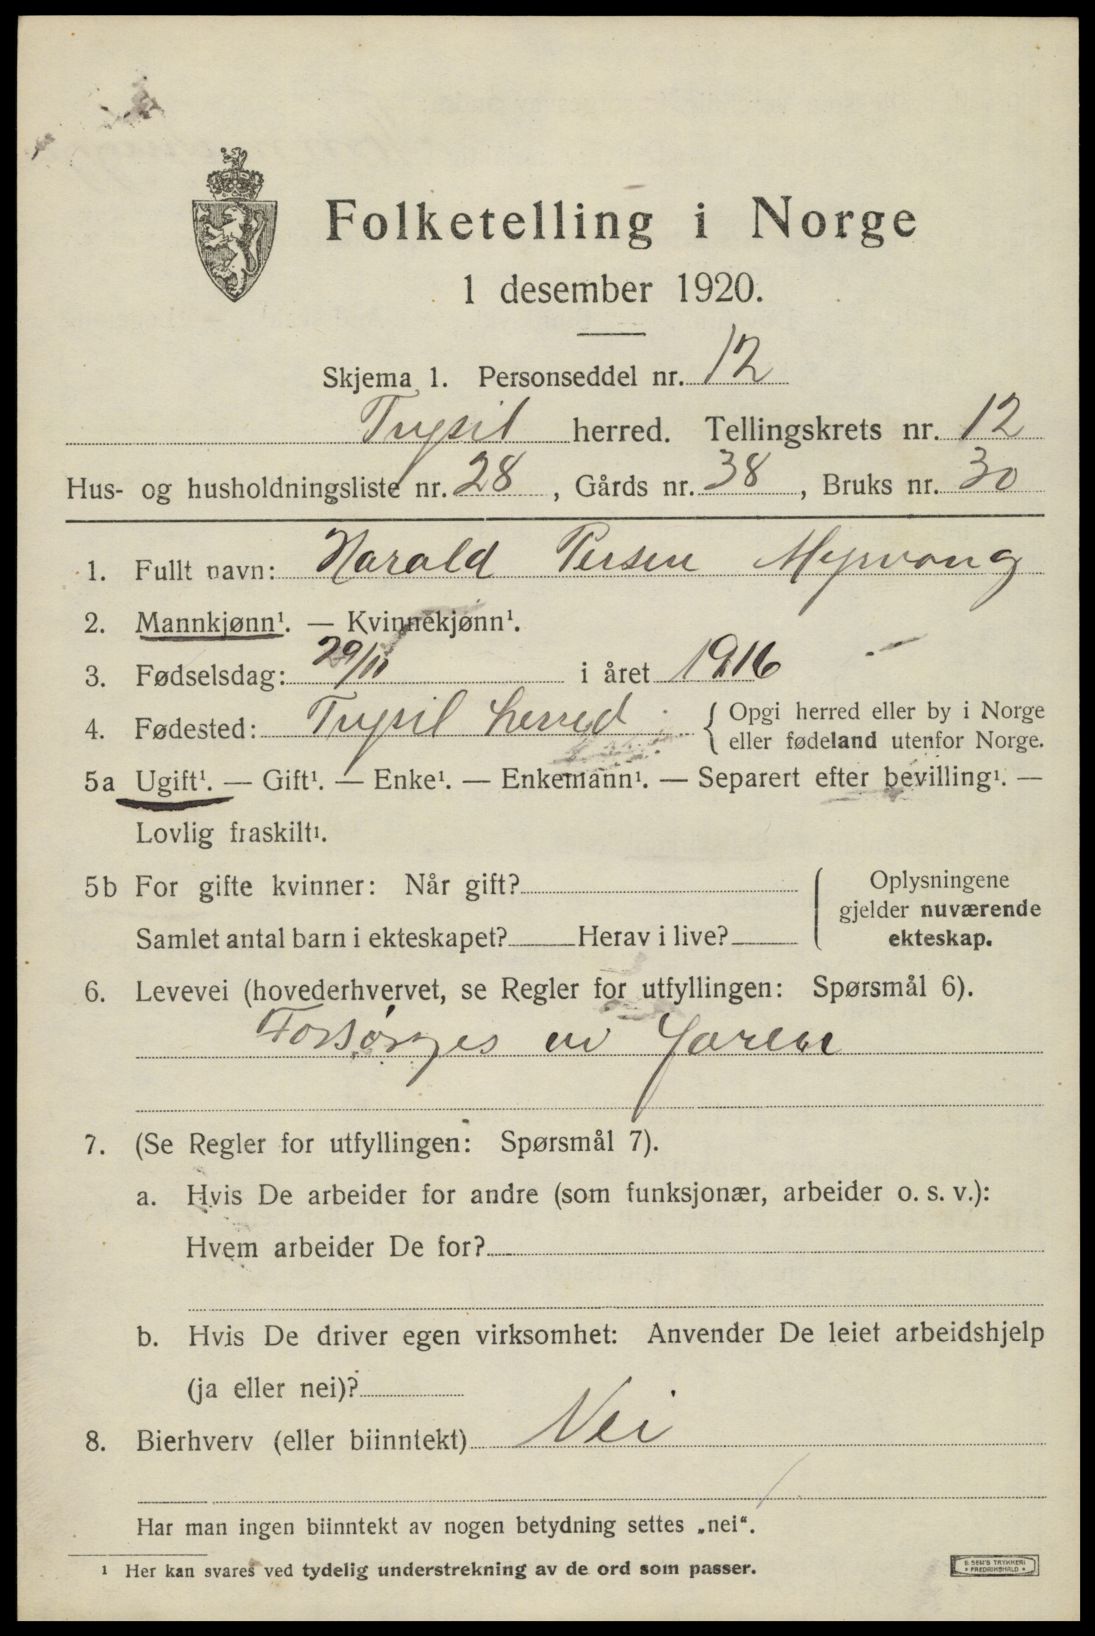 Folketelling i Norge
1 desember 1920.
Skjema 1. Personseddel nr. 12
Trysil herred. Tellingskrets nr. 12
Hus- og husholdningsliste nr. 28, Gårds nr. 38, Bruks nr. 30
1. Fullt navn: Harald Persen Myrvang
2. Mannkjønn¹. — Kvinnekjønn¹.
3. Fødselsdag: 29/11 i året 1916
4. Fødested: Trysil herred { Opgi herred eller by i Norge
eller fødeland utenfor Norge.
5a Ugift¹. — Gift¹. — Enke¹. — Enkemann¹. — Separert efter bevilling¹. —
Lovlig fraskilt¹.
5b For gifte kvinner: Når gift?
Samlet antal barn i ekteskapet? Herav i live?
{ Oplysningene
gjelder nuværende
ekteskap.
6. Levevei (hovederhvervet, se Regler for utfyllingen: Spørsmål 6).
Forsørges av
7. (Se Regler for utfyllingen: Spørsmål 7).
a. Hvis De arbeider for andre (som funksjonær, arbeider o. s. v.):
Hvem arbeider De for?
b. Hvis De driver egen virksomhet: Anvender De leiet arbeidshjelp
(ja eller nei)?
8. Bierhverv (eller biinntekt) Nei
Har man ingen biinntekt av nogen betydning settes „nei“.
¹ Her kan svares ved tydelig understrekning av de ord som passer.
E SEM'S TRYKKERI
• FREDRIKSHALD •